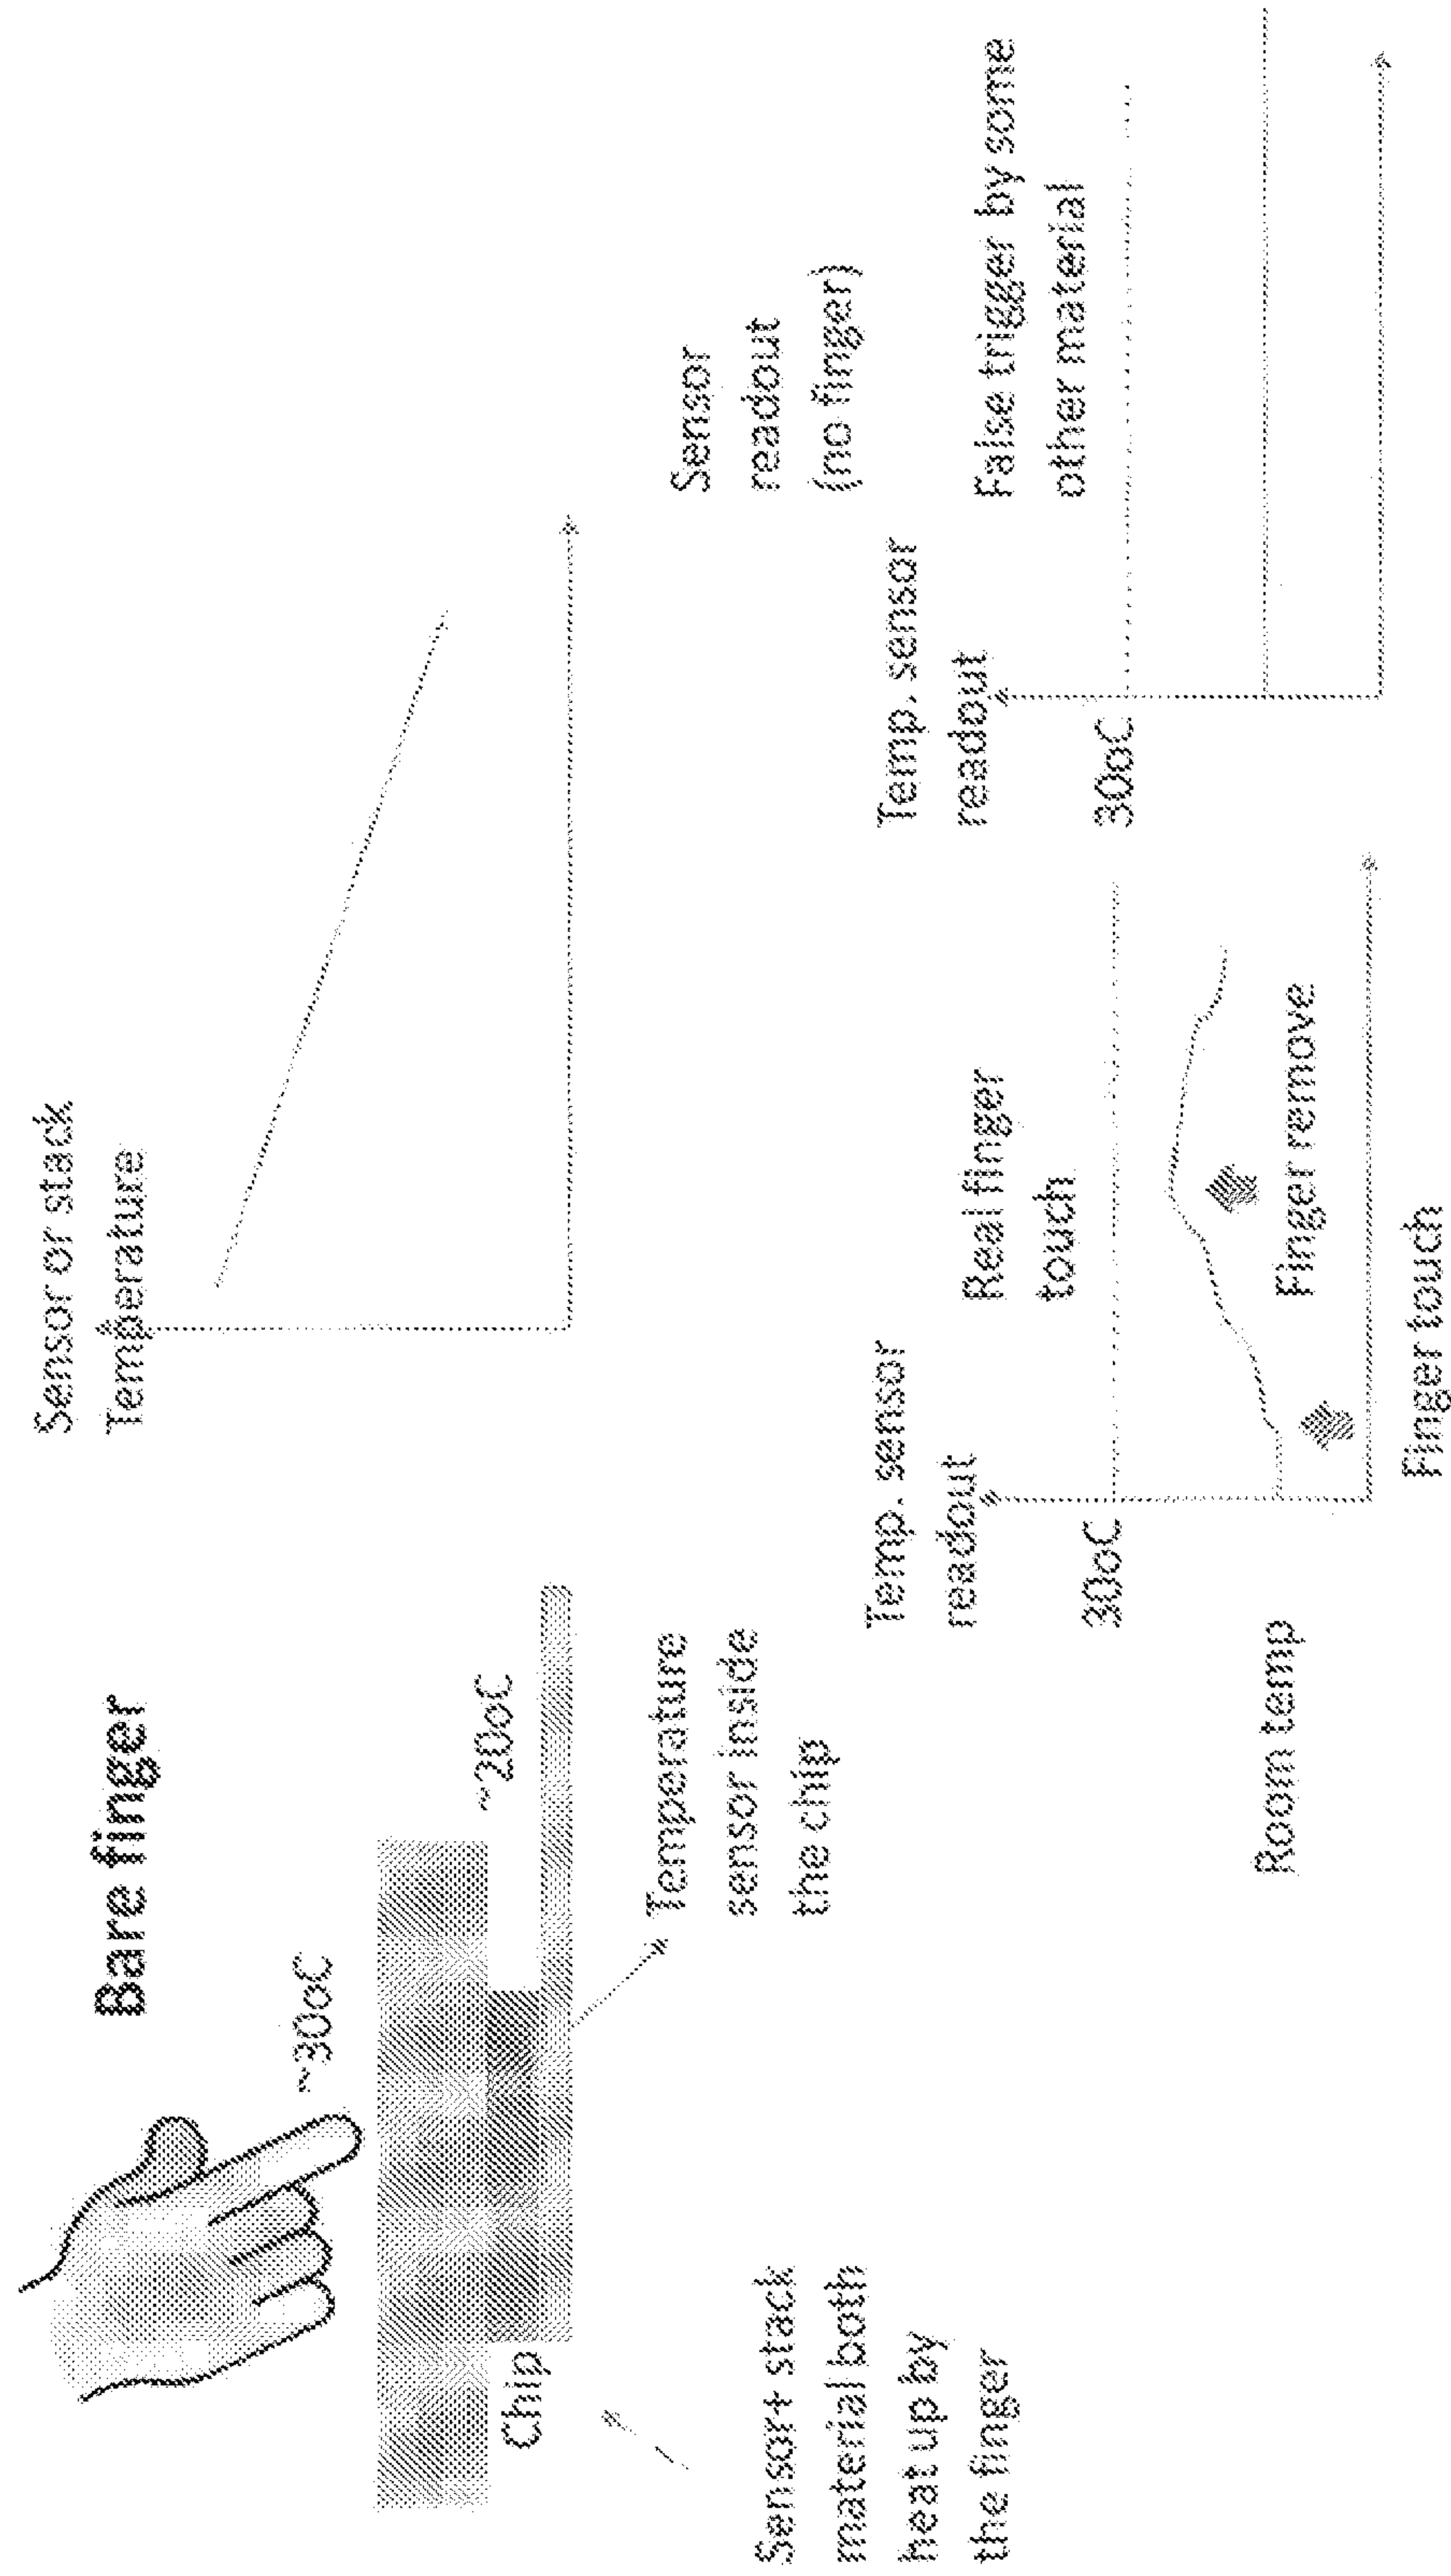 Bare finger
~30oC
~20oC
Chip
Temperature
sensor inside
the chip
Sensor+ stack
material both
heat up by
the finger
Sensor or stack
Temperature
Sensor
readout
(no finger)
Temp. sensor
readout
30oC
Real finger
touch
Room temp
Finger remove
Finger touch
Temp. sensor
readout
30oC
False trigger by some
other material